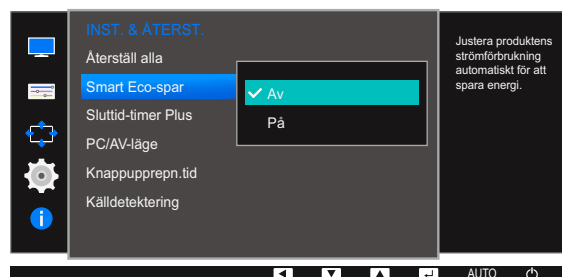 INST. & ÅTERST.
Återställ alla
Smart Eco-spar
Sluttid-timer Plus
PC/AV-läge
Knappupprepn.tid
Källdetektering
Av
På
Justera produktens
strömförbrukning
automatiskt för att
spara energi.
AUTO